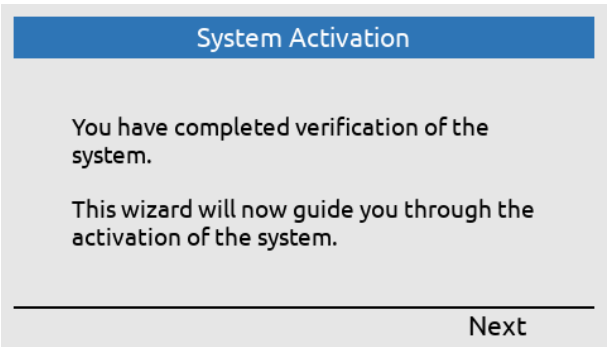 System Activation
You have completed verification of the
system.
This wizard will now guide you through the
activation of the system.
Next